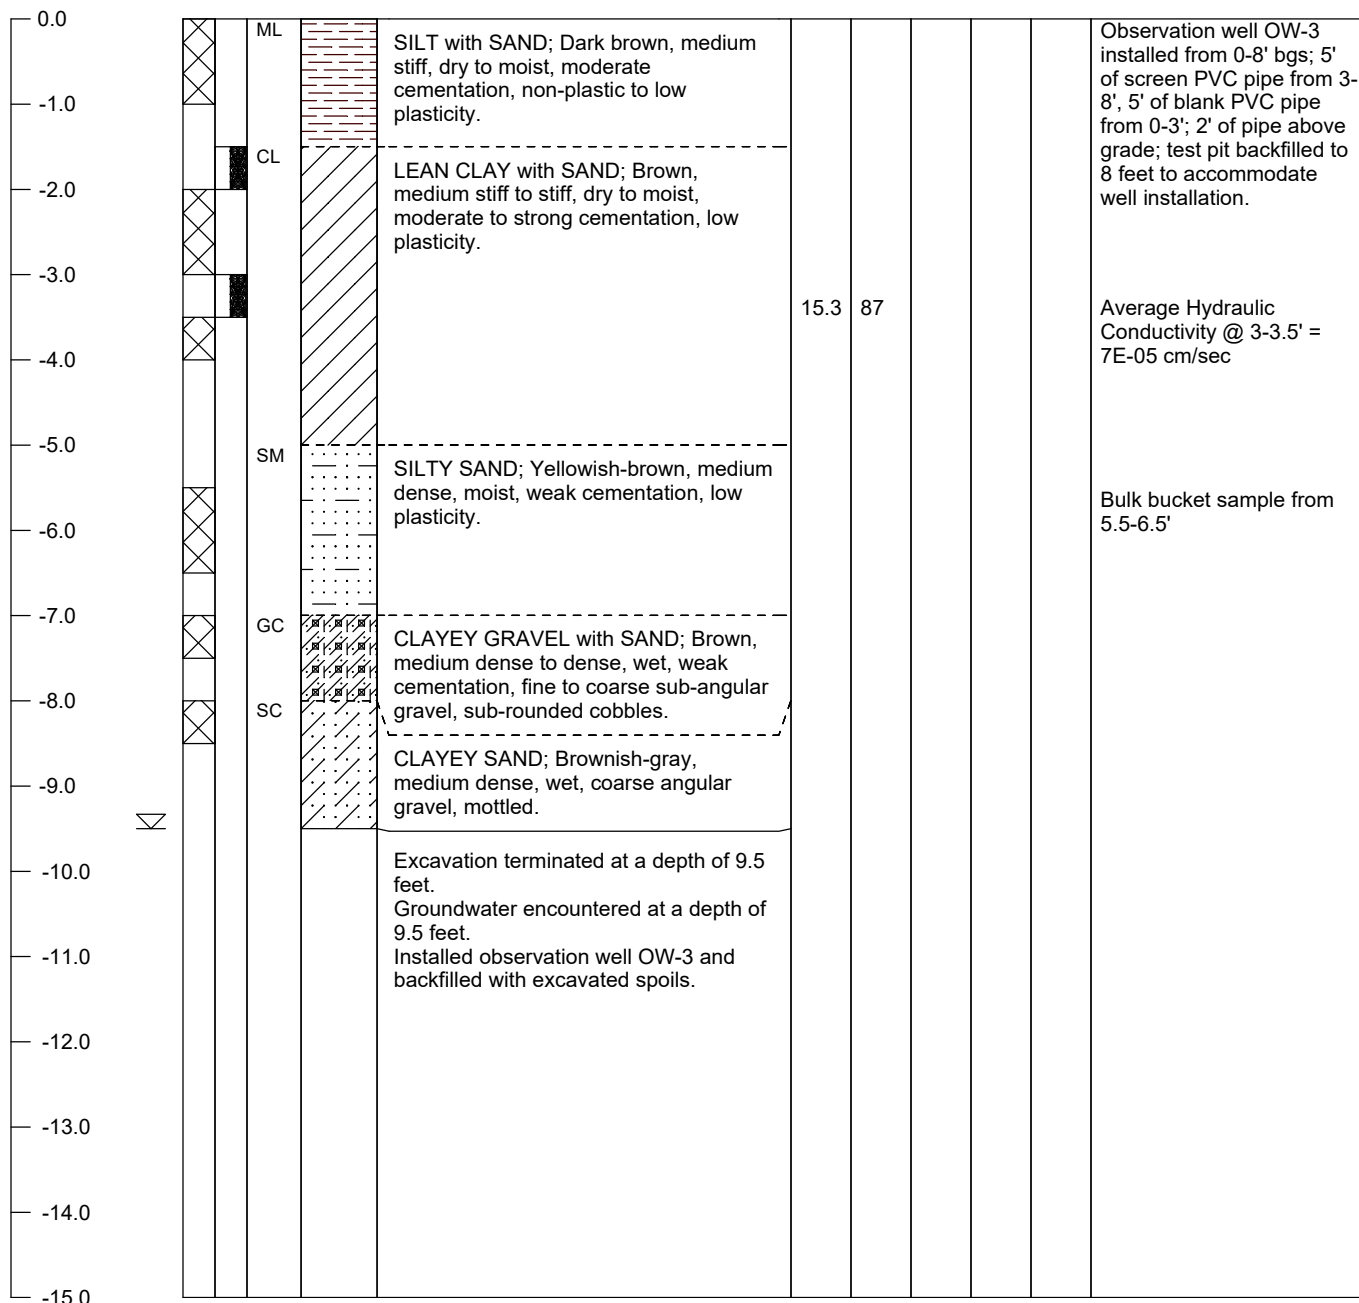 0.0
-1.0
-2.0
-3.0
-4.0
-5.0
-6.0
-7.0
-8.0
-9.0
-10.0
-11.0
-12.0
-13.0
-14.0
-15.0
ML
CL
SM
GC
SC
SILT with SAND; Dark brown, medium
stiff, dry to moist, moderate
cementation, non-plastic to low
plasticity.
LEAN CLAY with SAND; Brown,
medium stiff to stiff, dry to moist,
moderate to strong cementation, low
plasticity.
SILTY SAND; Yellowish-brown, medium
dense, moist, weak cementation, low
plasticity.
CLAYEY GRAVEL with SAND; Brown,
medium dense to dense, wet, weak
cementation, fine to coarse sub-angular
gravel, sub-rounded cobbles.
CLAYEY SAND; Brownish-gray,
medium dense, wet, coarse angular
gravel, mottled.
Excavation terminated at a depth of 9.5
feet.
Groundwater encountered at a depth of
9.5 feet.
Installed observation well OW-3 and
backfilled with excavated spoils.
15.3
87
Observation well OW-3
installed from 0-8' bgs; 5'
of screen PVC pipe from 3-
8', 5' of blank PVC pipe
from 0-3'; 2' of pipe above
grade; test pit backfilled to
8 feet to accommodate
well installation.
Average Hydraulic
Conductivity @ 3-3.5' =
7E-05 cm/sec
Bulk bucket sample from
5.5-6.5'